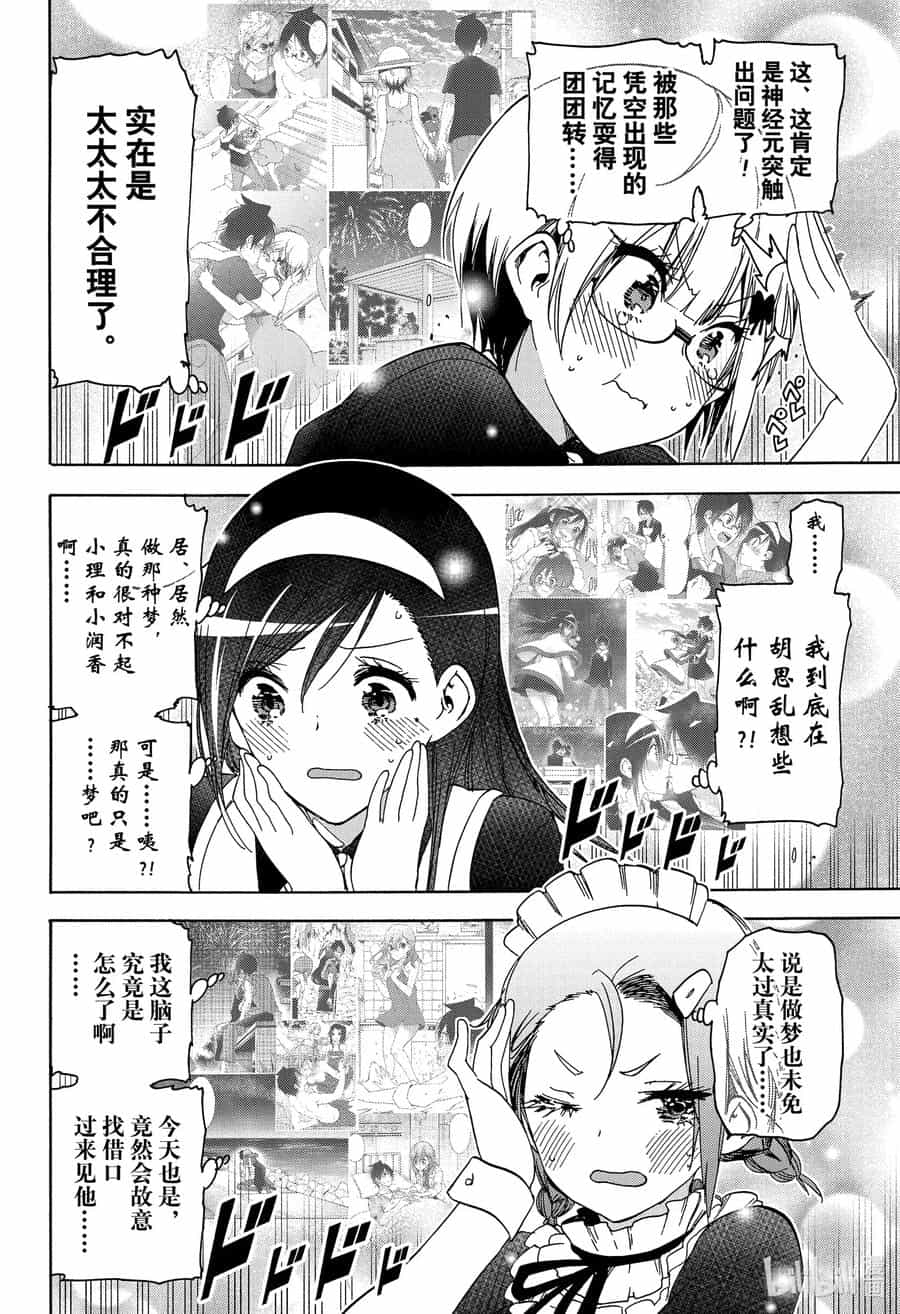 这、这肯定
是神经元突触
出问题了！
被那些
凭空出现的
记忆耍得
团团转……
实在是
太太太不合理了。
ペペペ
ドドド
我……
我到底在
胡思乱想些
什么啊?!
居、居然
做那种梦，
真的很对不起
小理和小润香
啊……
可是……咦?!
那真的只是
……梦吧？
ドドドド
说是做梦也未免
太过真实了……
我这脑子
究竟是
怎么了啊
……
今天也是，
竟然会故意
找借口
过来见他……
ドドドド